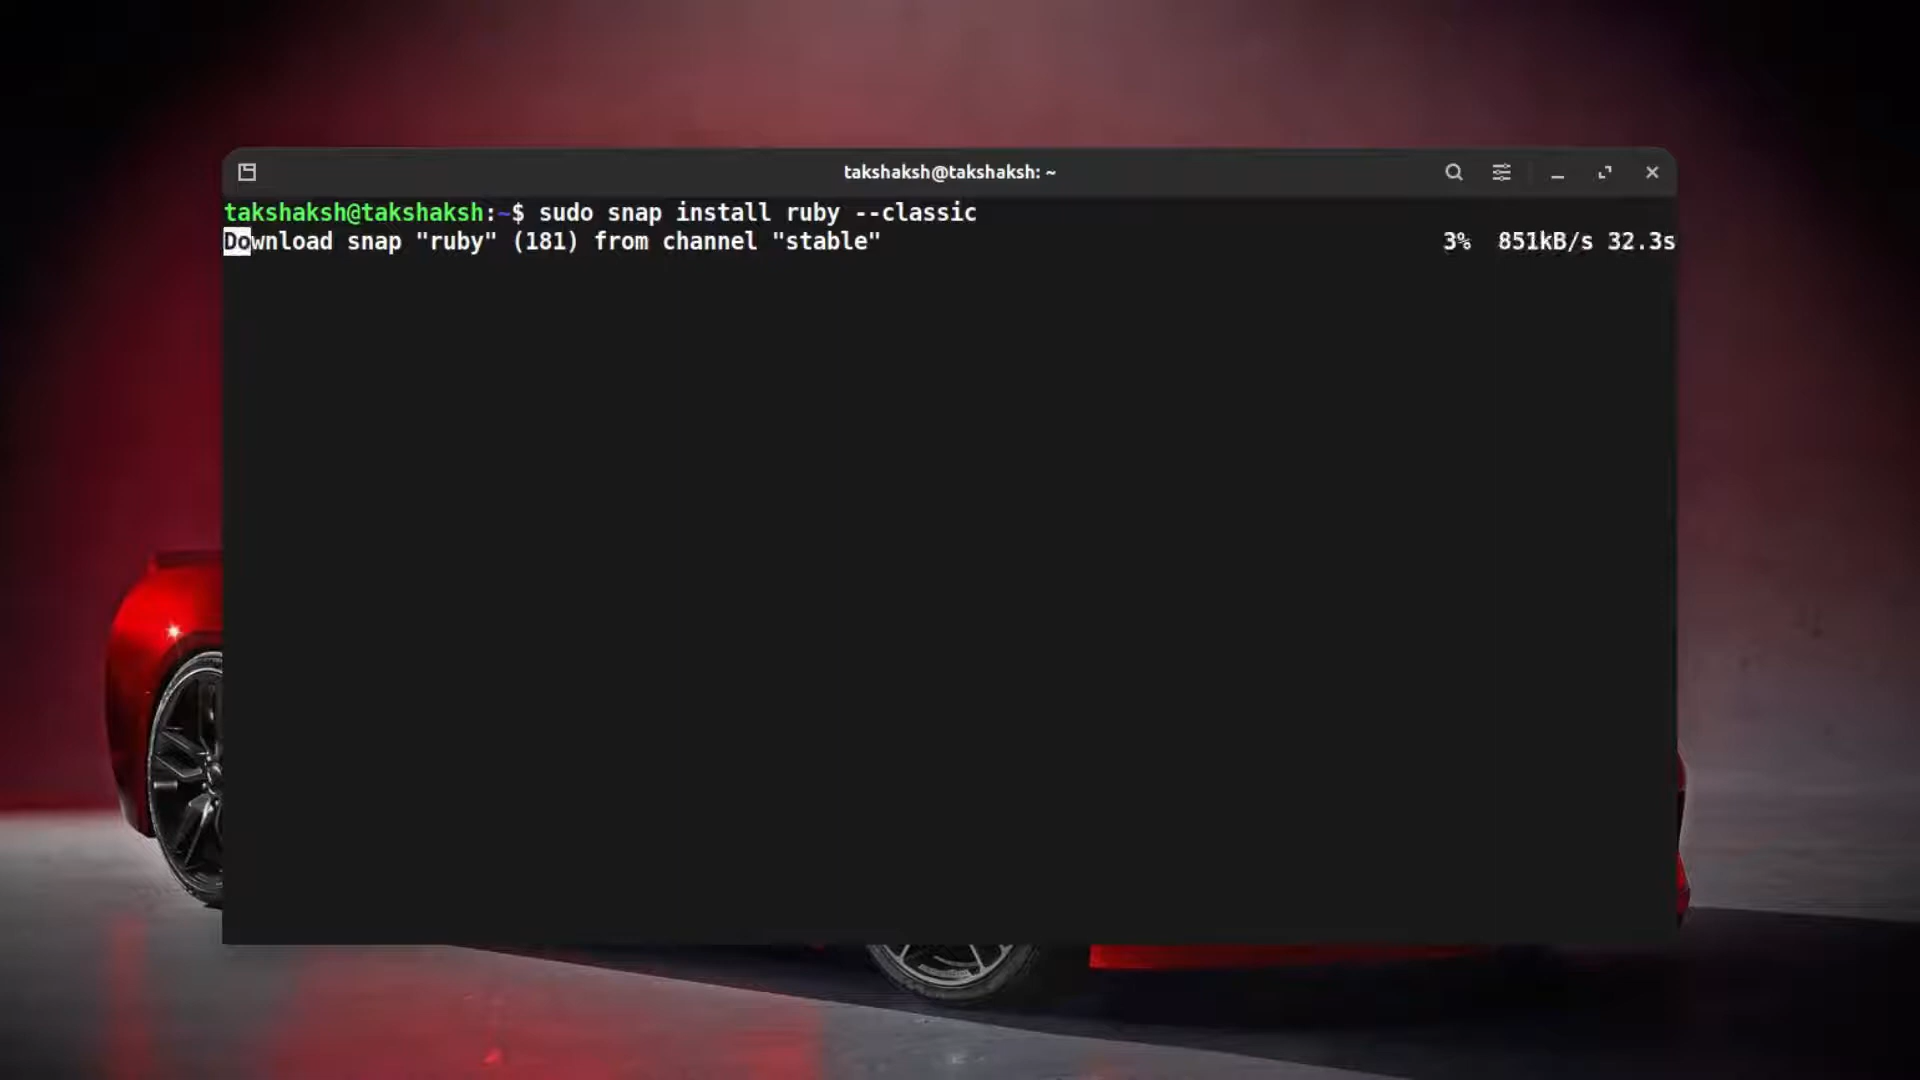 takshaksh@takshaksh: ~
takshaksh@takshaksh:~$ sudo snap install ruby --classic
Download snap "ruby" (181) from channel "stable" 3% 851kB/s 32.3s